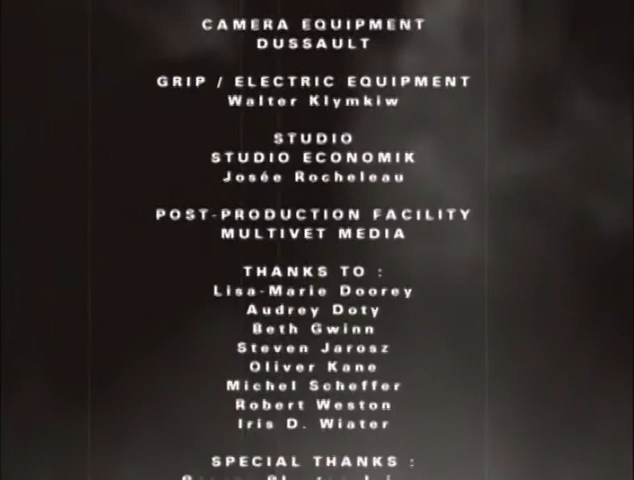 CAMERA EQUIPMENT
DUSSAULT
GRIP / ELECTRIC EQUIPMENT
Walter Klymkiw
STUDIO
STUDIO ECONOMIK
Josée Rocheleau
POST-PRODUCTION FACILITY
MULTIVET MEDIA
THANKS TO :
Lisa-Marie Doorey
Audrey Doty
Beth Gwinn
Steven Jarosz
Oliver Kane
Michel Scheffer
Robert Weston
Iris D. Wiater
SPECIAL THANKS :